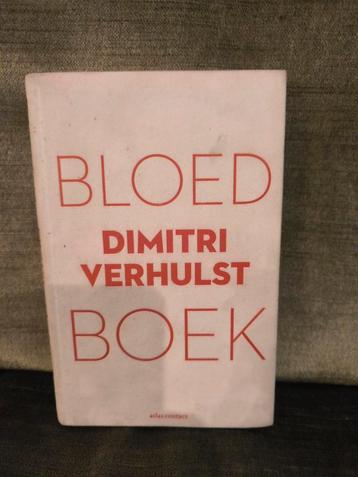 BLOED
DIMITRI
VERHULST
BOEK
atlas contact